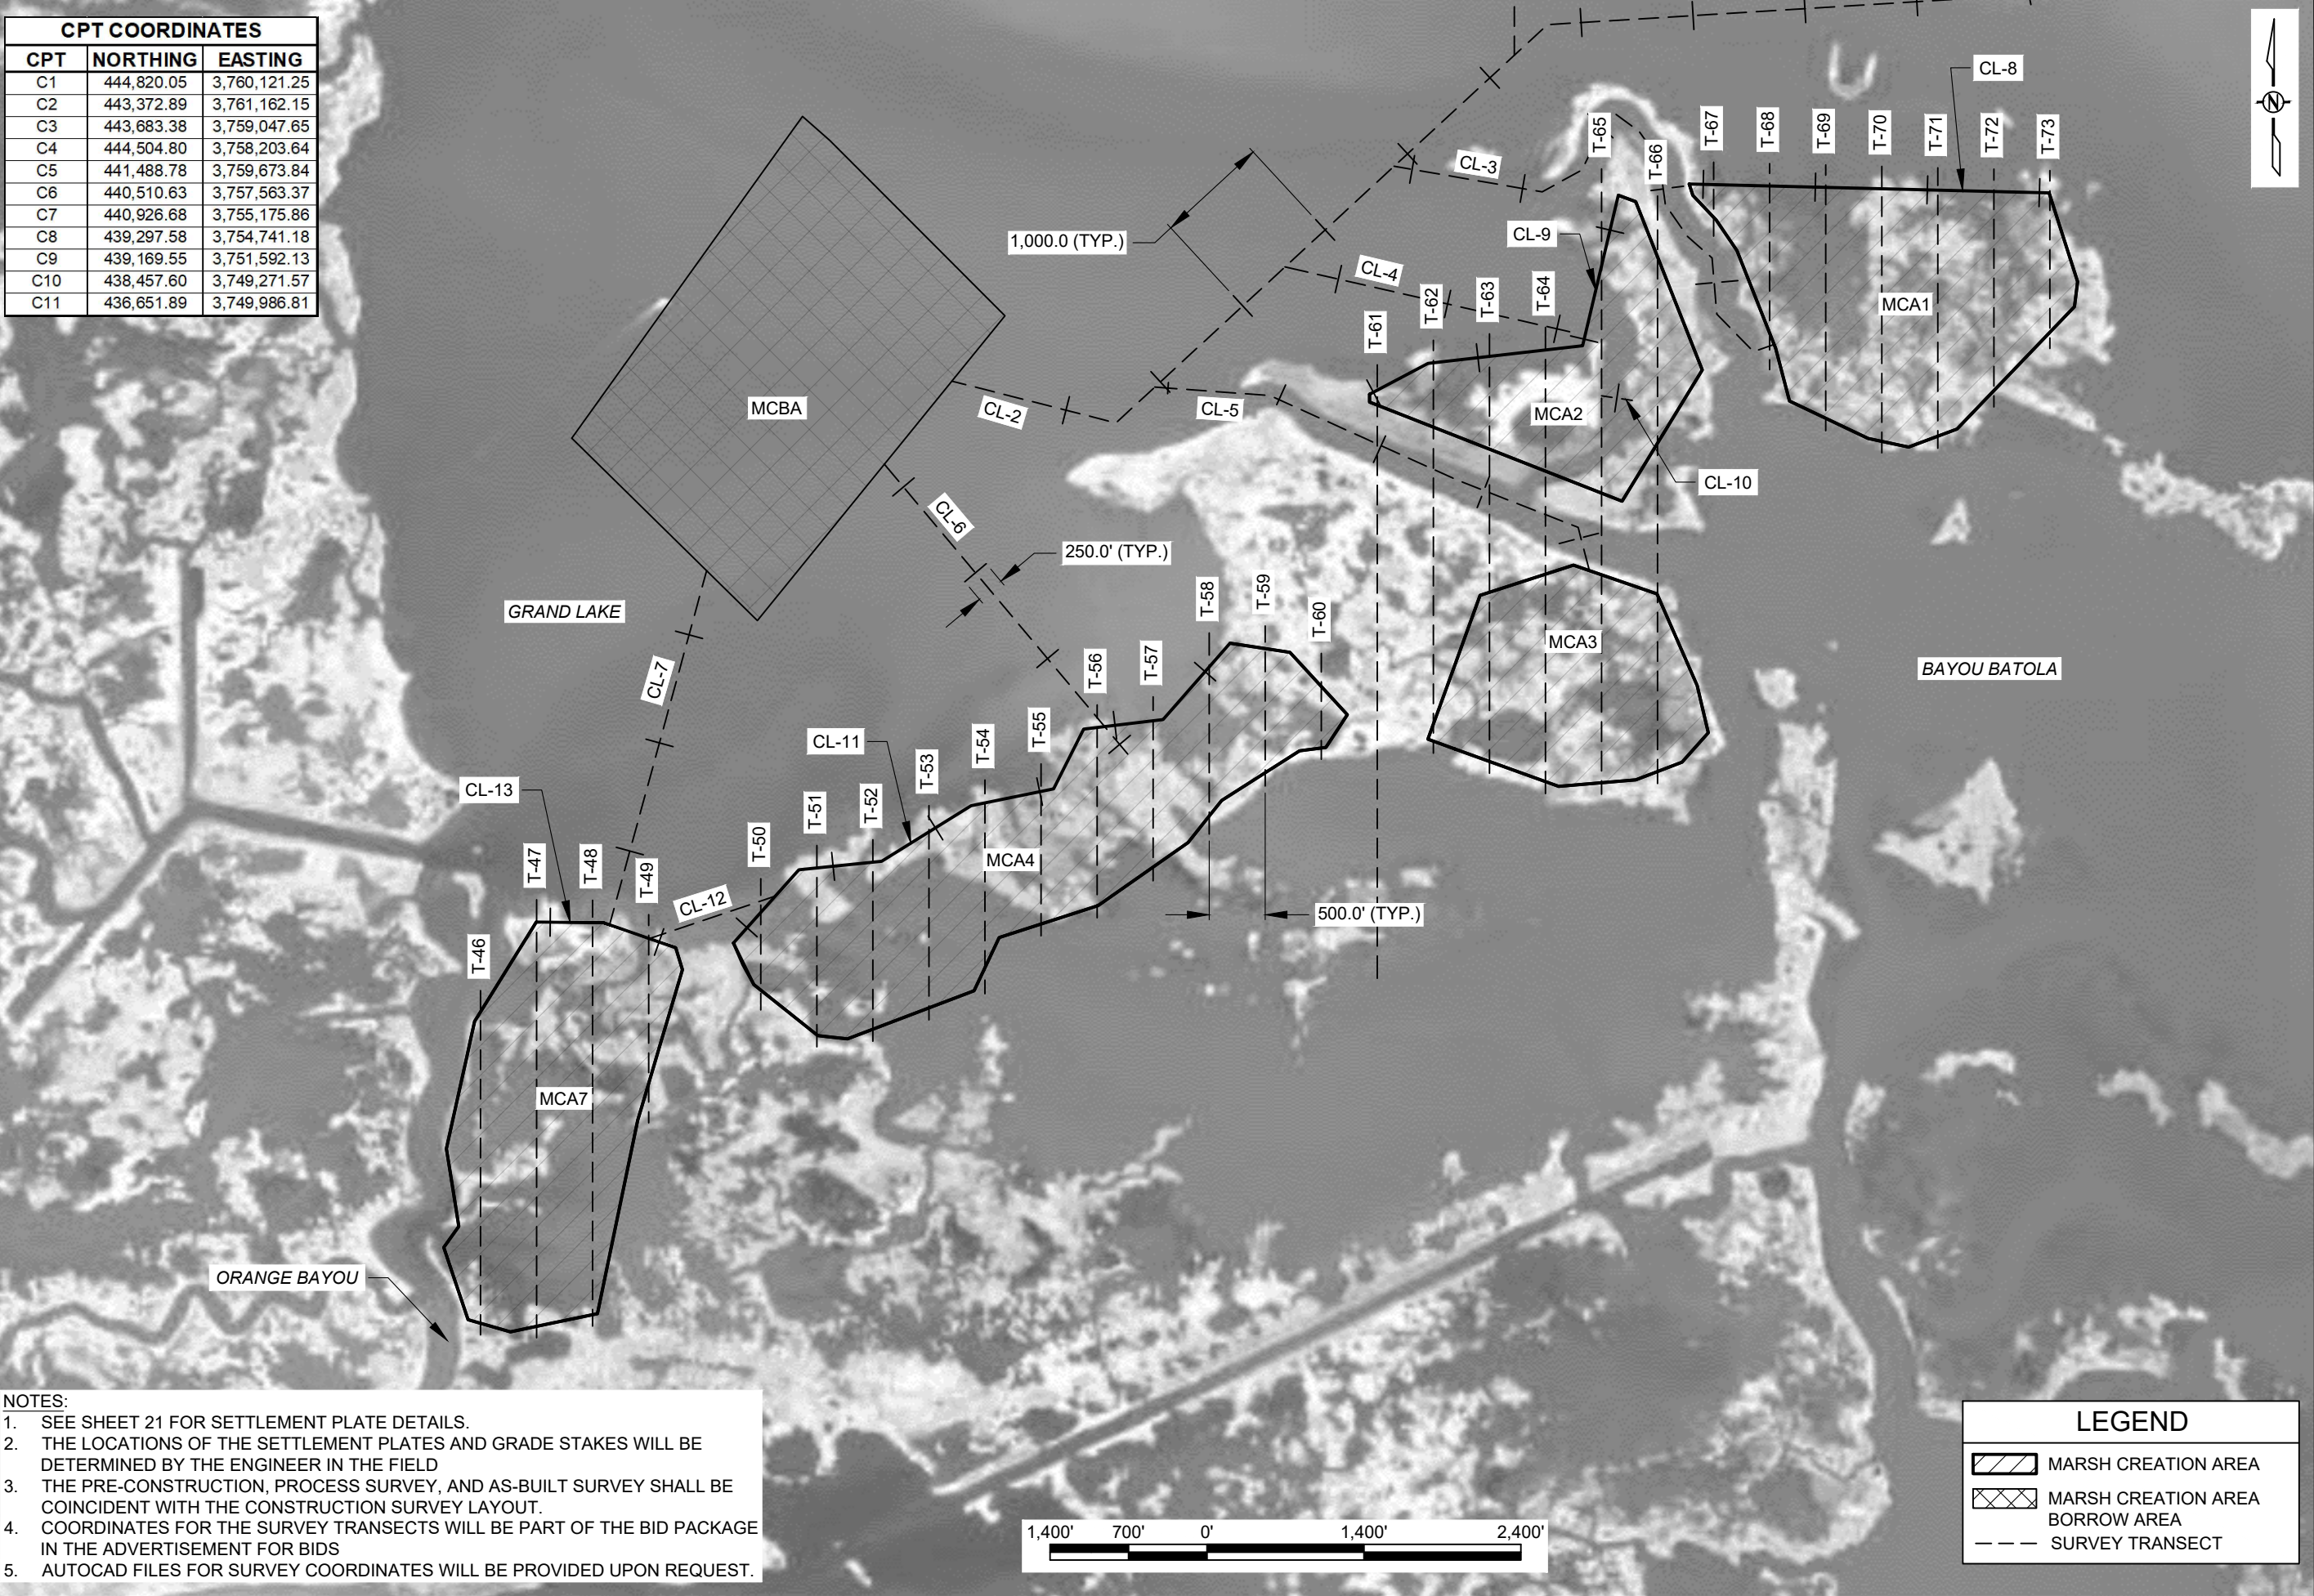 CPT COORDINATES
CPT NORTHING EASTING
C1 444,820.05 3,760,121.25
C2 443,372.89 3,761,162.15
C3 443,683.38 3,759,047.65
C4 444,504.80 3,758,203.64
C5 441,488.78 3,759,673.84
C6 440,510.63 3,757,563.37
C7 440,926.68 3,755,175.86
C8 439,297.58 3,754,741.18
C9 439,169.55 3,751,592.13
C10 438,457.60 3,749,271.57
C11 436,651.89 3,749,986.81
N
CL-8
T-65
T-66
T-67
T-68
T-69
T-70
T-71
T-72
T-73
CL-3
1,000.0 (TYP.)
CL-9
CL-4
T-61
T-62
T-63
T-64
MCA1
MCBA
CL-2
CL-5
MCA2
CL-10
CL-6
250.0' (TYP.)
GRAND LAKE
T-58
T-59
T-60
MCA3
BAYOU BATOLA
CL-7
T-56
T-57
CL-11
T-53
T-54
T-55
CL-13
T-50
T-51
T-52
MCA4
T-47
T-48
T-49
CL-12
500.0' (TYP.)
T-46
MCA7
ORANGE BAYOU
NOTES:
1. SEE SHEET 21 FOR SETTLEMENT PLATE DETAILS.
2. THE LOCATIONS OF THE SETTLEMENT PLATES AND GRADE STAKES WILL BE
DETERMINED BY THE ENGINEER IN THE FIELD
3. THE PRE-CONSTRUCTION, PROCESS SURVEY, AND AS-BUILT SURVEY SHALL BE
COINCIDENT WITH THE CONSTRUCTION SURVEY LAYOUT.
4. COORDINATES FOR THE SURVEY TRANSECTS WILL BE PART OF THE BID PACKAGE
IN THE ADVERTISEMENT FOR BIDS
5. AUTOCAD FILES FOR SURVEY COORDINATES WILL BE PROVIDED UPON REQUEST.
1,400' 700' 0' 1,400' 2,400'
LEGEND
MARSH CREATION AREA
MARSH CREATION AREA
BORROW AREA
SURVEY TRANSECT